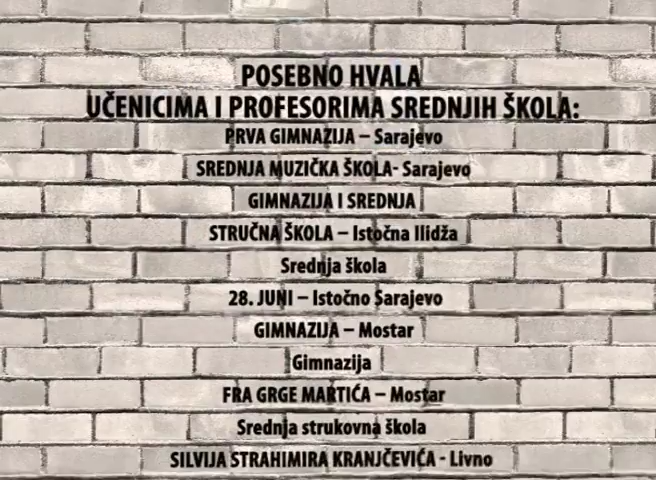 POSEBNO HVALA
UČENICIMA I PROFESORIMA SREDNJIH ŠKOLA:
PRVA GIMNAZIJA – Sarajevo
SREDNJA MUZIČKA ŠKOLA- Sarajevo
GIMNAZIJA I SREDNJA
STRUČNA ŠKOLA – Istočna Ilidža
Srednja škola
28. JUNI – Istočno Sarajevo
GIMNAZIJA – Mostar
Gimnazija
FRA GRGE MARTIĆA – Mostar
Srednja strukovna škola
SILVIJA STRAHIMIRA KRANJČEVIĆA - Livno